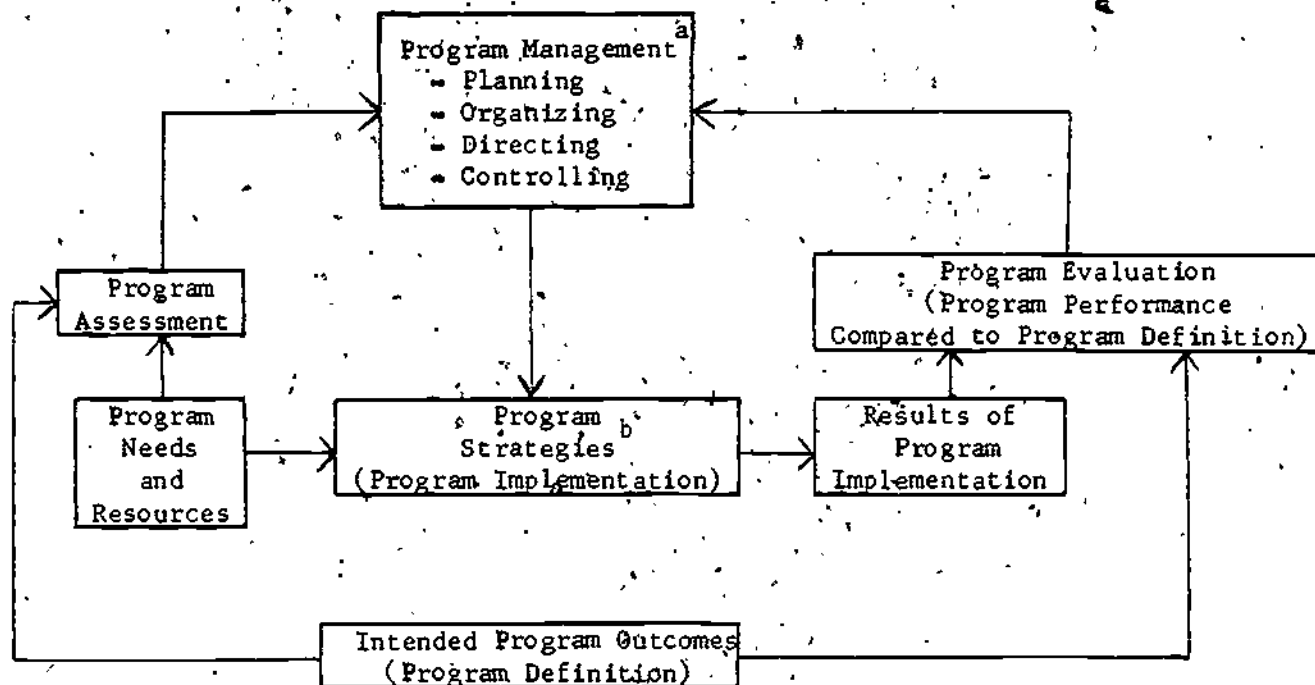 Program Management a
- Planning
- Organizing
- Directing
- Controlling
Program
Assessment
Program Evaluation
(Program Performance
Compared to Program Definition)
Program
Needs
and
Resources
Program
Strategies b
(Program Implementation)
Results of
Program
Implementation
Intended Program Outcomes
(Program Definition)